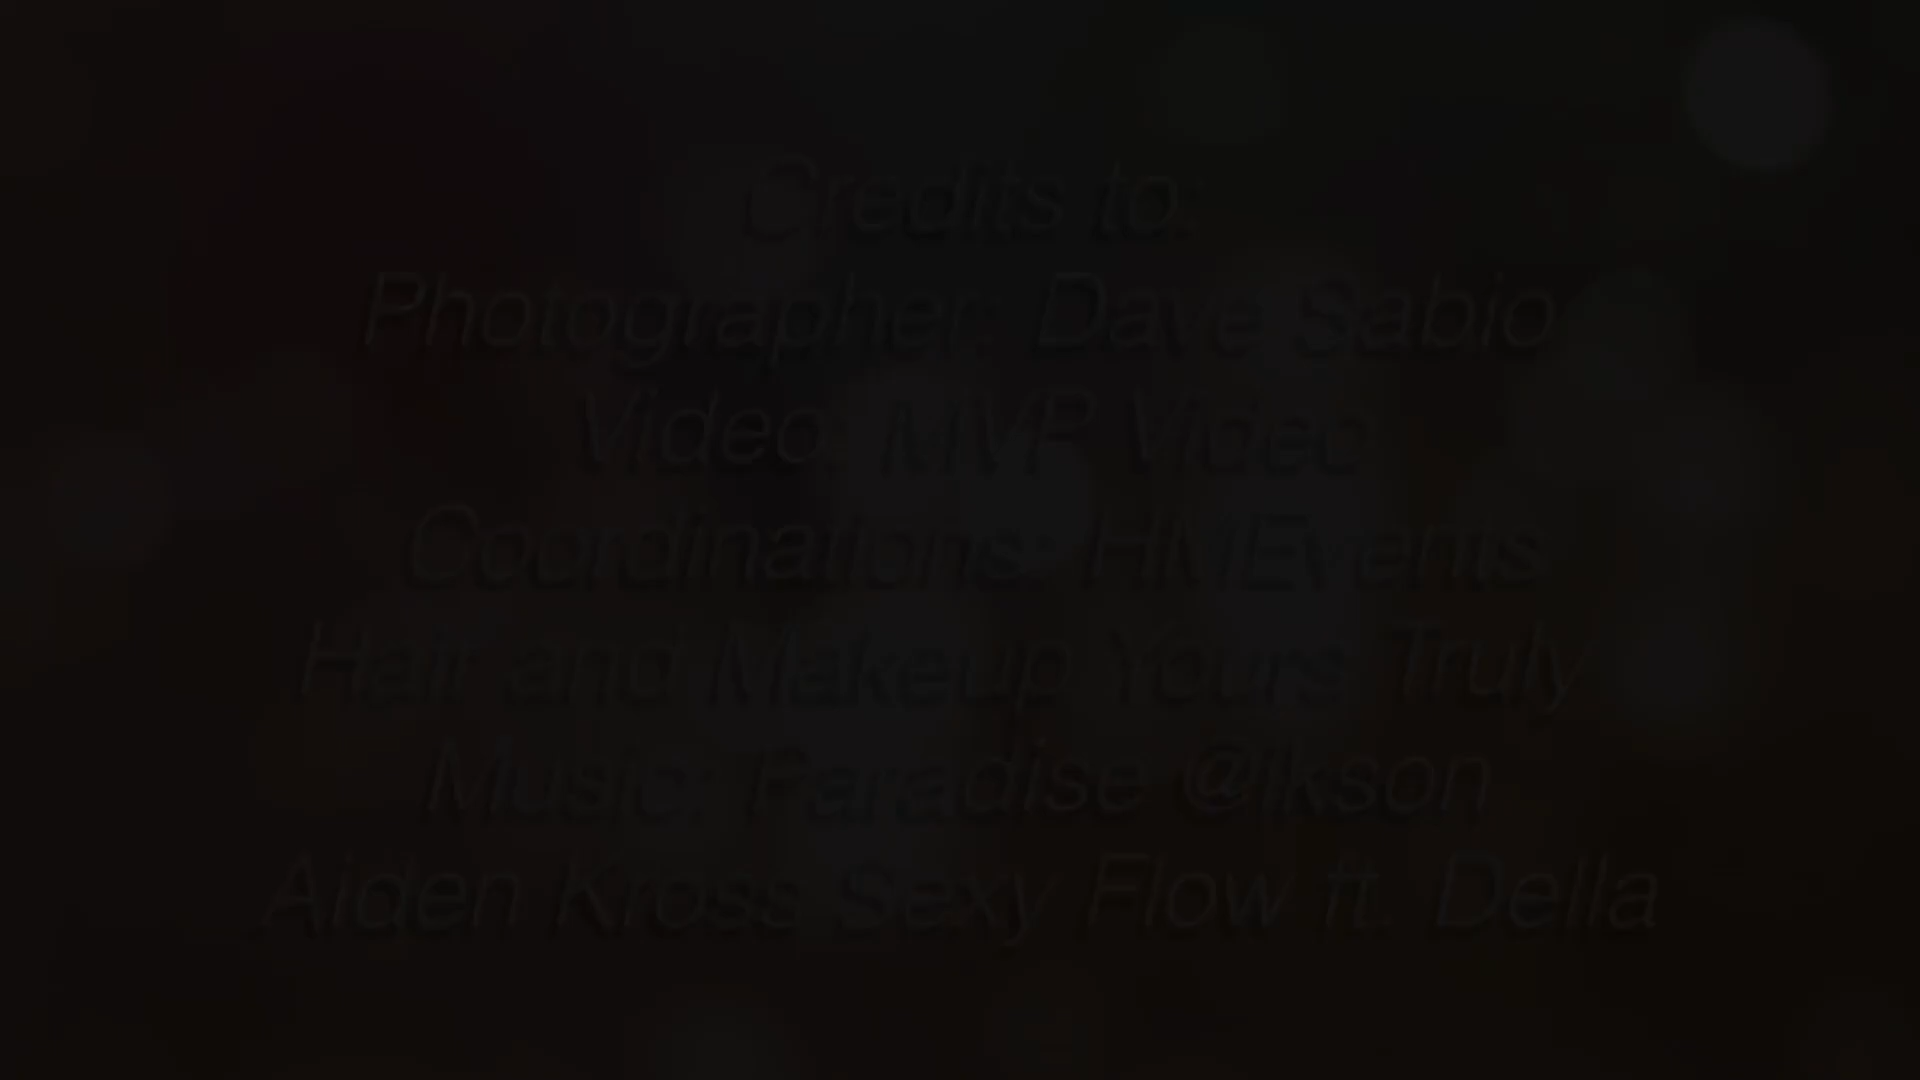 Credits to:
Photographer: Dave Sabio
Video: MVP Video
Coordinations: HMEvents
Hair and Makeup Yours Truly
Music: Paradise @Ikson
Aiden Kross Sexy Flow ft. Della